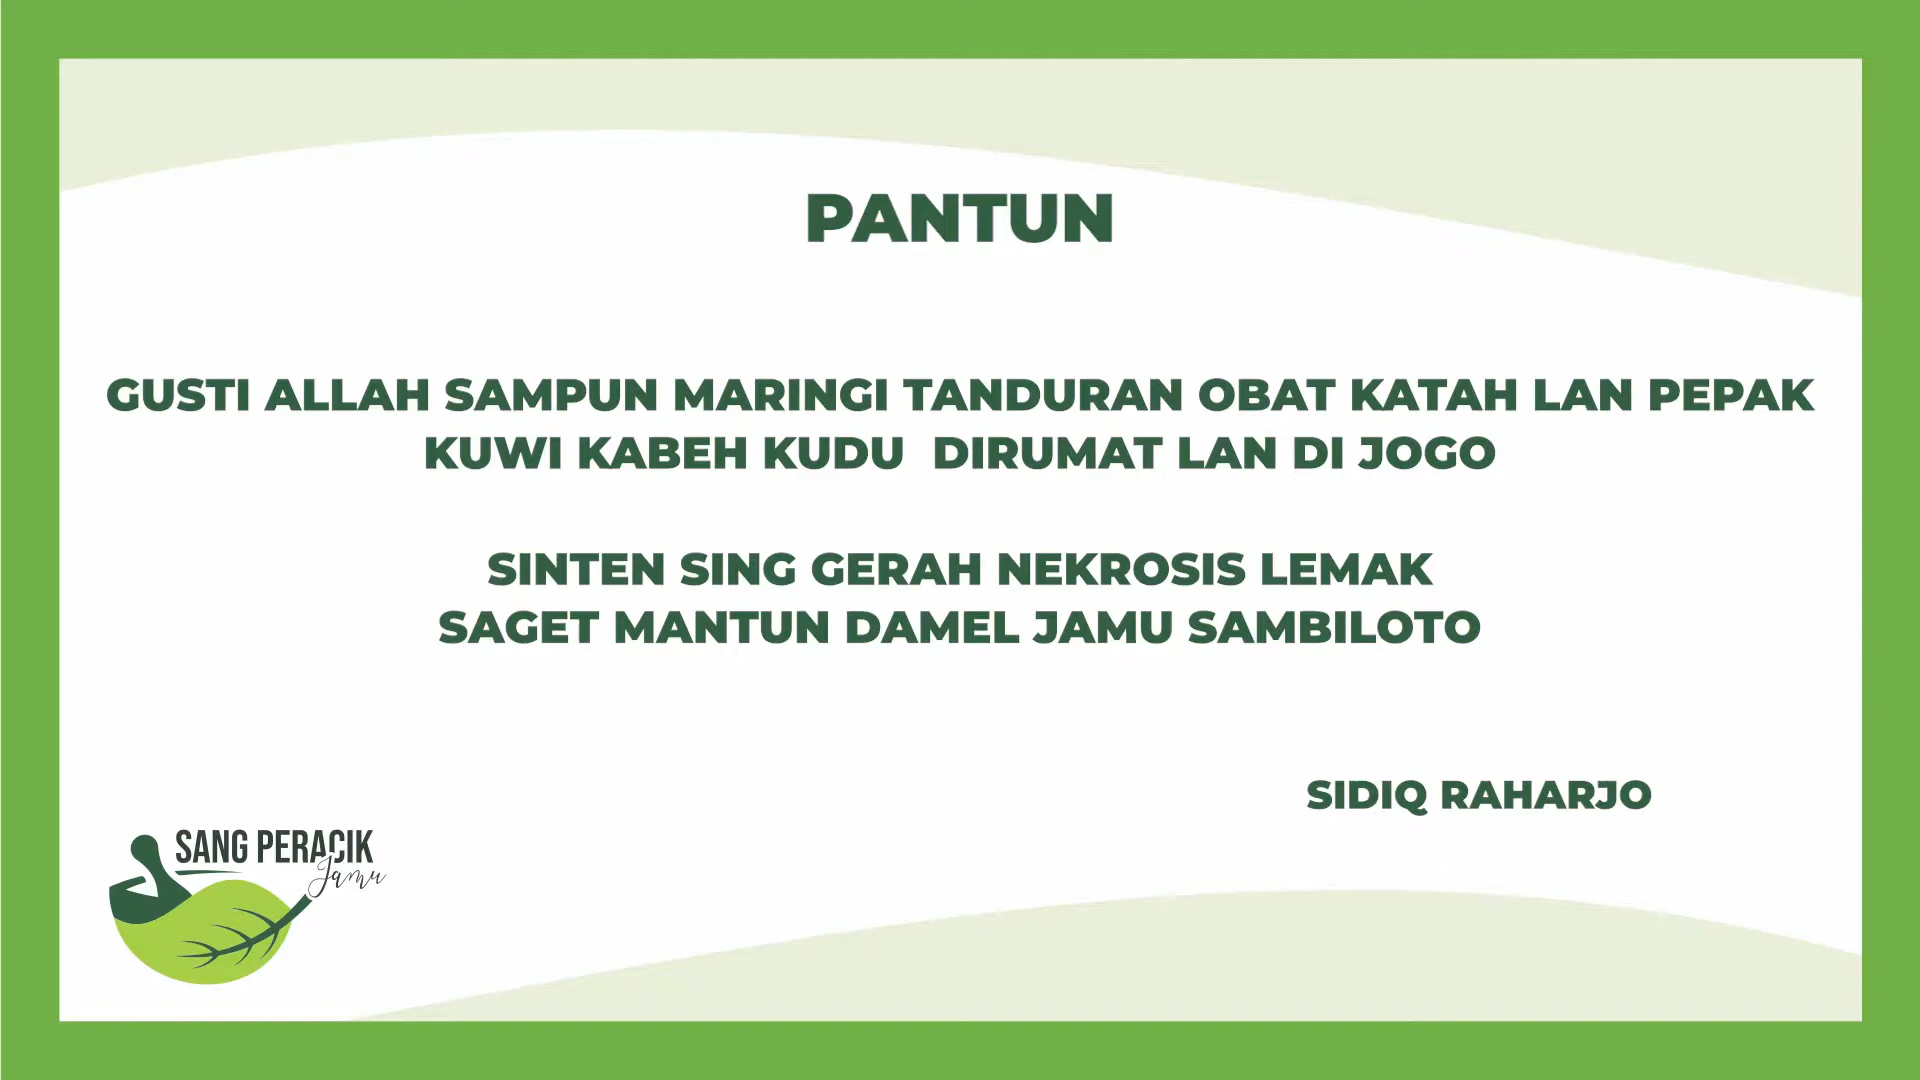 PANTUN
GUSTI ALLAH SAMPUN MARINGI TANDURAN OBAT KATAH LAN PEPAK
KUWI KABEH KUDU  DIRUMAT LAN DI JOGO
SINTEN SING GERAH NEKROSIS LEMAK
SAGET MANTUN DAMEL JAMU SAMBILOTO
SIDIQ RAHARJO
SANG PERACIK
Jamu